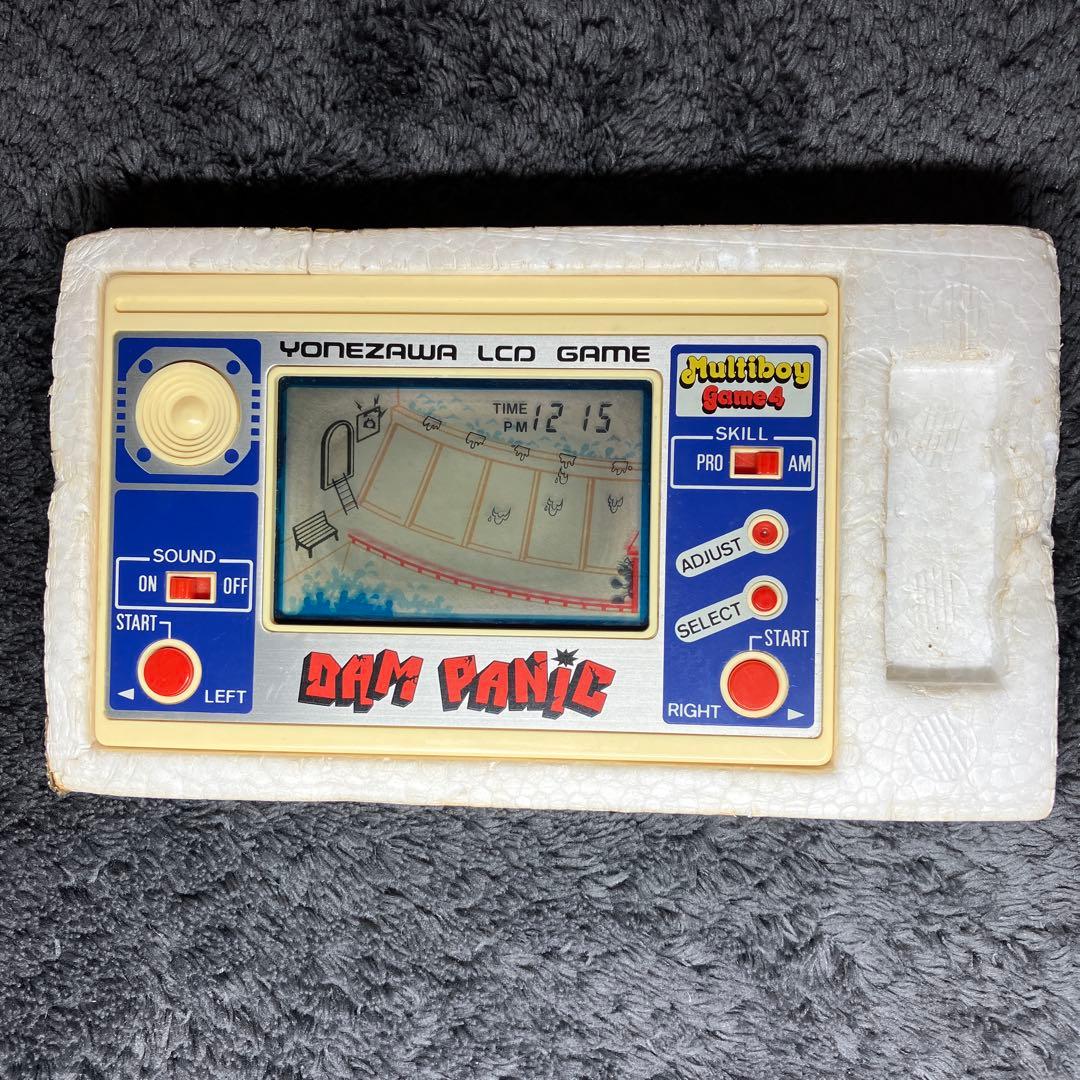 YONEZAWA LCD GAME
Multiboy
Game4
TIME
PM 12 15
SKILL
PRO AM
ADJUST
SELECT
SOUND
ON OFF
START
LEFT
START
RIGHT
DAM PANIC